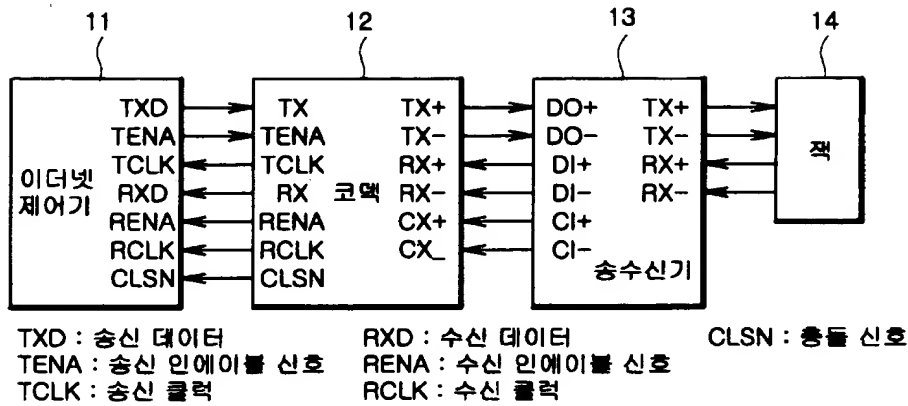 11
12
13
14
TXD TX TX+ DO+ TX+
TENA TENA TX- DO- TX-
TCLK TCLK RX+ DI+ RX+
RXD RX RX- DI- RX-
RENA RENA CX+ CI+
RCLK RCLK CX_ CI-
CLSN CLSN
이더넷
제어기
코덱
송수신기
잭
TXD : 송신 데이터 RXD : 수신 데이터 CLSN : 충돌 신호
TENA : 송신 인에이블 신호 RENA : 수신 인에이블 신호
TCLK : 송신 클럭 RCLK : 수신 클럭